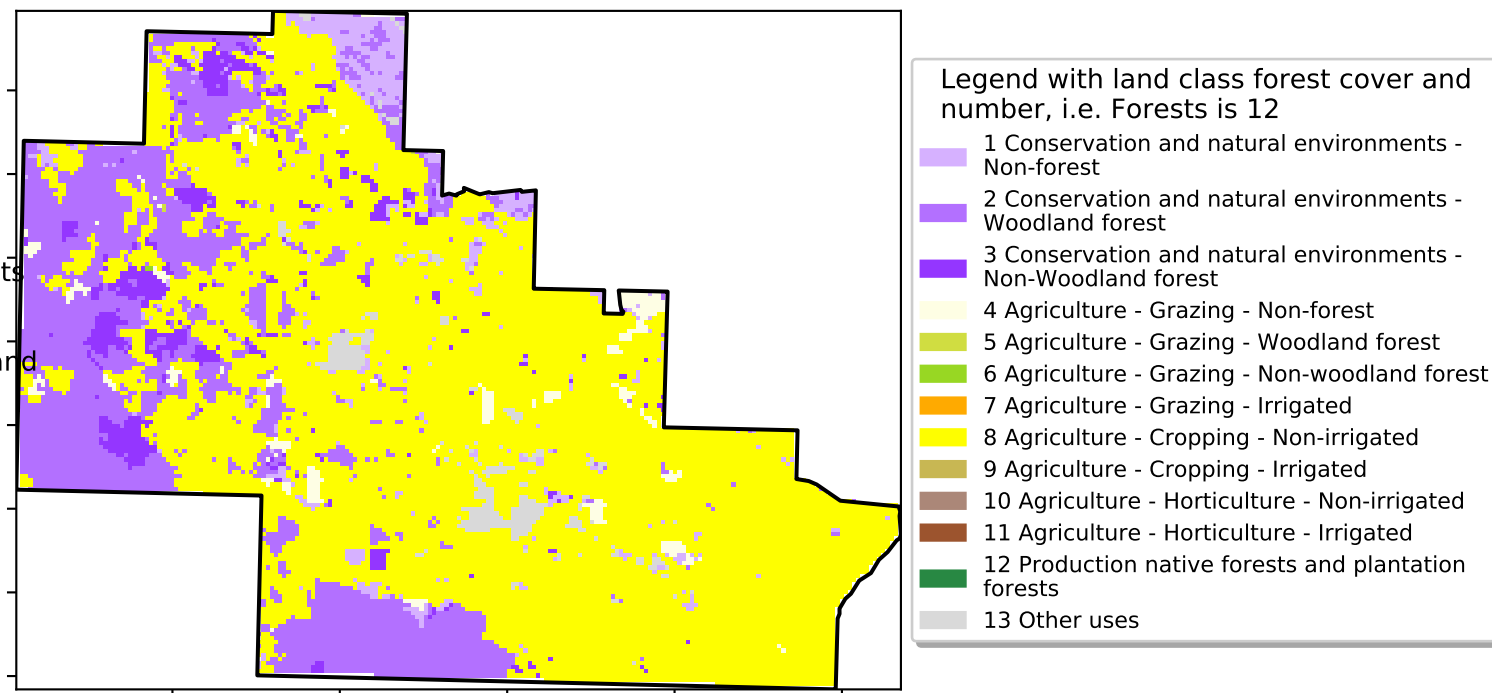 Legend with land class forest cover and
number, i.e. Forests is 12
1 Conservation and natural environments -
Non-forest
2 Conservation and natural environments -
Woodland forest
3 Conservation and natural environments -
Non-Woodland forest
4 Agriculture - Grazing - Non-forest
5 Agriculture - Grazing - Woodland forest
6 Agriculture - Grazing - Non-woodland forest
7 Agriculture - Grazing - Irrigated
8 Agriculture - Cropping - Non-irrigated
9 Agriculture - Cropping - Irrigated
10 Agriculture - Horticulture - Non-irrigated
11 Agriculture - Horticulture - Irrigated
12 Production native forests and plantation
forests
13 Other uses